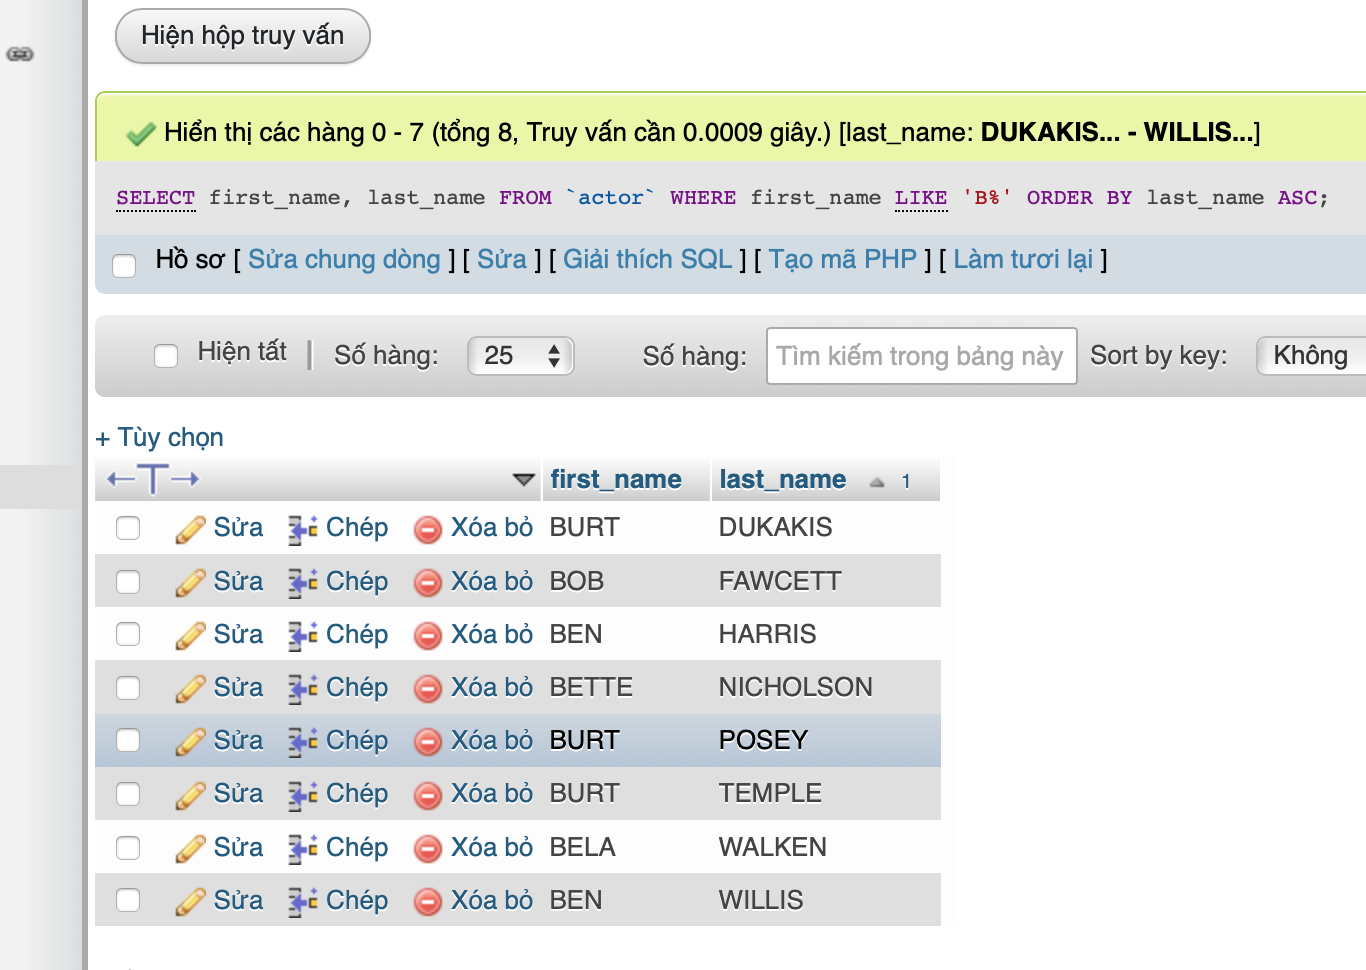 Hiện hộp truy vấn
Hiển thị các hàng 0 - 7 (tổng 8, Truy vấn cần 0.0009 giây.) [last_name: DUKAKIS... - WILLIS...]
SELECT first_name, last_name FROM `actor` WHERE first_name LIKE 'B%' ORDER BY last_name ASC;
Hồ sơ [ Sửa chung dòng ] [ Sửa ] [ Giải thích SQL ] [ Tạo mã PHP ] [ Làm tươi lại ]
Hiện tất | Số hàng: 25 Số hàng: Tìm kiếm trong bảng này Sort by key: Không
+ Tùy chọn
←T→ first_name last_name 1
Sửa Chép Xóa bỏ BURT DUKAKIS
Sửa Chép Xóa bỏ BOB FAWCETT
Sửa Chép Xóa bỏ BEN HARRIS
Sửa Chép Xóa bỏ BETTE NICHOLSON
Sửa Chép Xóa bỏ BURT POSEY
Sửa Chép Xóa bỏ BURT TEMPLE
Sửa Chép Xóa bỏ BELA WALKEN
Sửa Chép Xóa bỏ BEN WILLIS